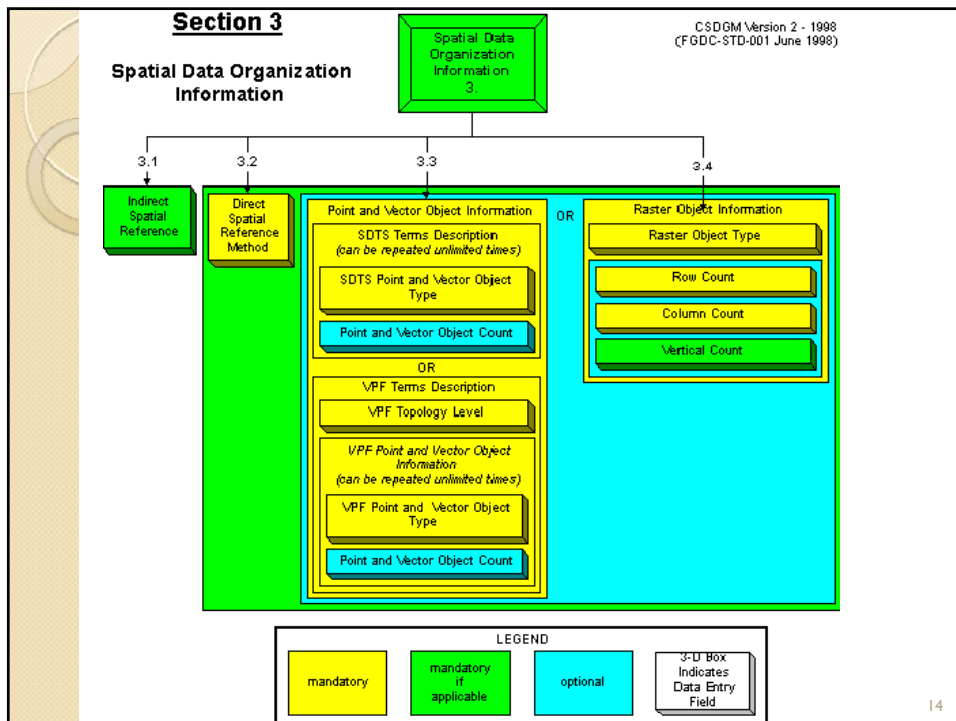 Section 3
Spatial Data Organization
Information
CSDGM Version 2 - 1998
(FGDC-STD-001 June 1998)
Spatial Data
Organization
Information
3.
3.1
3.2
3.3
3.4
Indirect
Spatial
Reference
Direct
Spatial
Reference
Method
Point and Vector Object Information
SDTS Terms Description
(can be repeated unlimited times)
SDTS Point and Vector Object
Type
Point and Vector Object Count
OR
VPF Terms Description
VPF Topology Level
VPF Point and Vector Object
Information
(can be repeated unlimited times)
VPF Point and Vector Object
Type
Point and Vector Object Count
OR
Raster Object Information
Raster Object Type
Row Count
Column Count
Vertical Count
LEGEND
mandatory
mandatory
if
applicable
optional
3-D Box
Indicates
Data Entry
Field
14